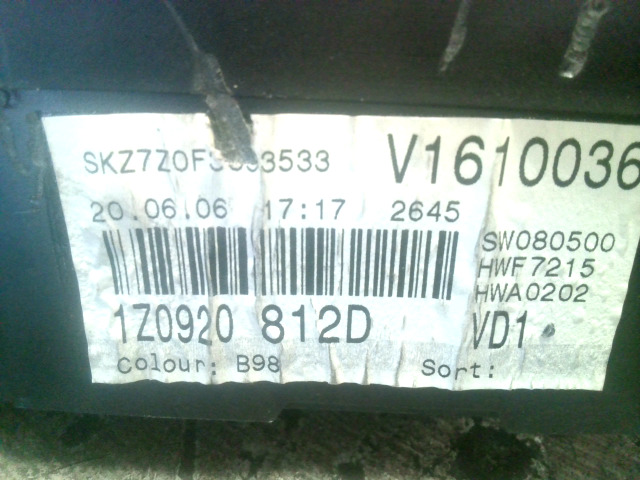 V1610036
20.06.06 17:17 2645
SW080500
HWF7215
HWA0202
1Z0920 812D VD1
Colour: B98 Sort: